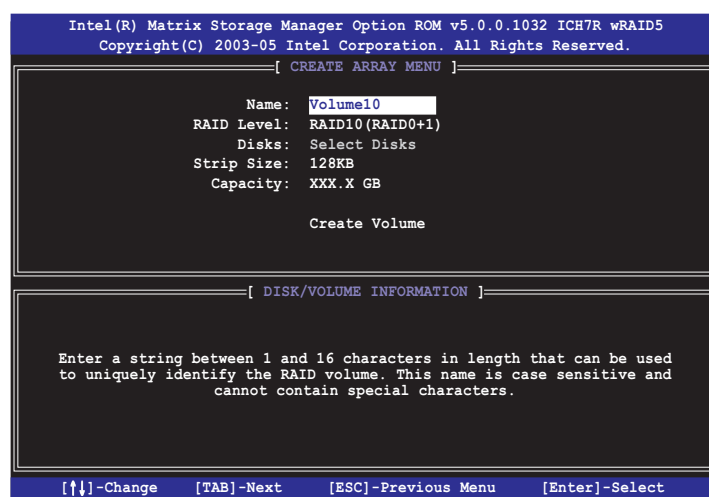 Intel(R) Matrix Storage Manager Option ROM v5.0.0.1032 ICH7R wRAID5
Copyright(C) 2003-05 Intel Corporation. All Rights Reserved.
[ CREATE ARRAY MENU ]
Name: Volume10
RAID Level: RAID10(RAID0+1)
Disks: Select Disks
Strip Size: 128KB
Capacity: XXX.X GB
Create Volume
[ DISK/VOLUME INFORMATION ]
Enter a string between 1 and 16 characters in length that can be used
to uniquely identify the RAID volume. This name is case sensitive and
cannot contain special characters.
[↑↓]-Change [TAB]-Next [ESC]-Previous Menu [Enter]-Select